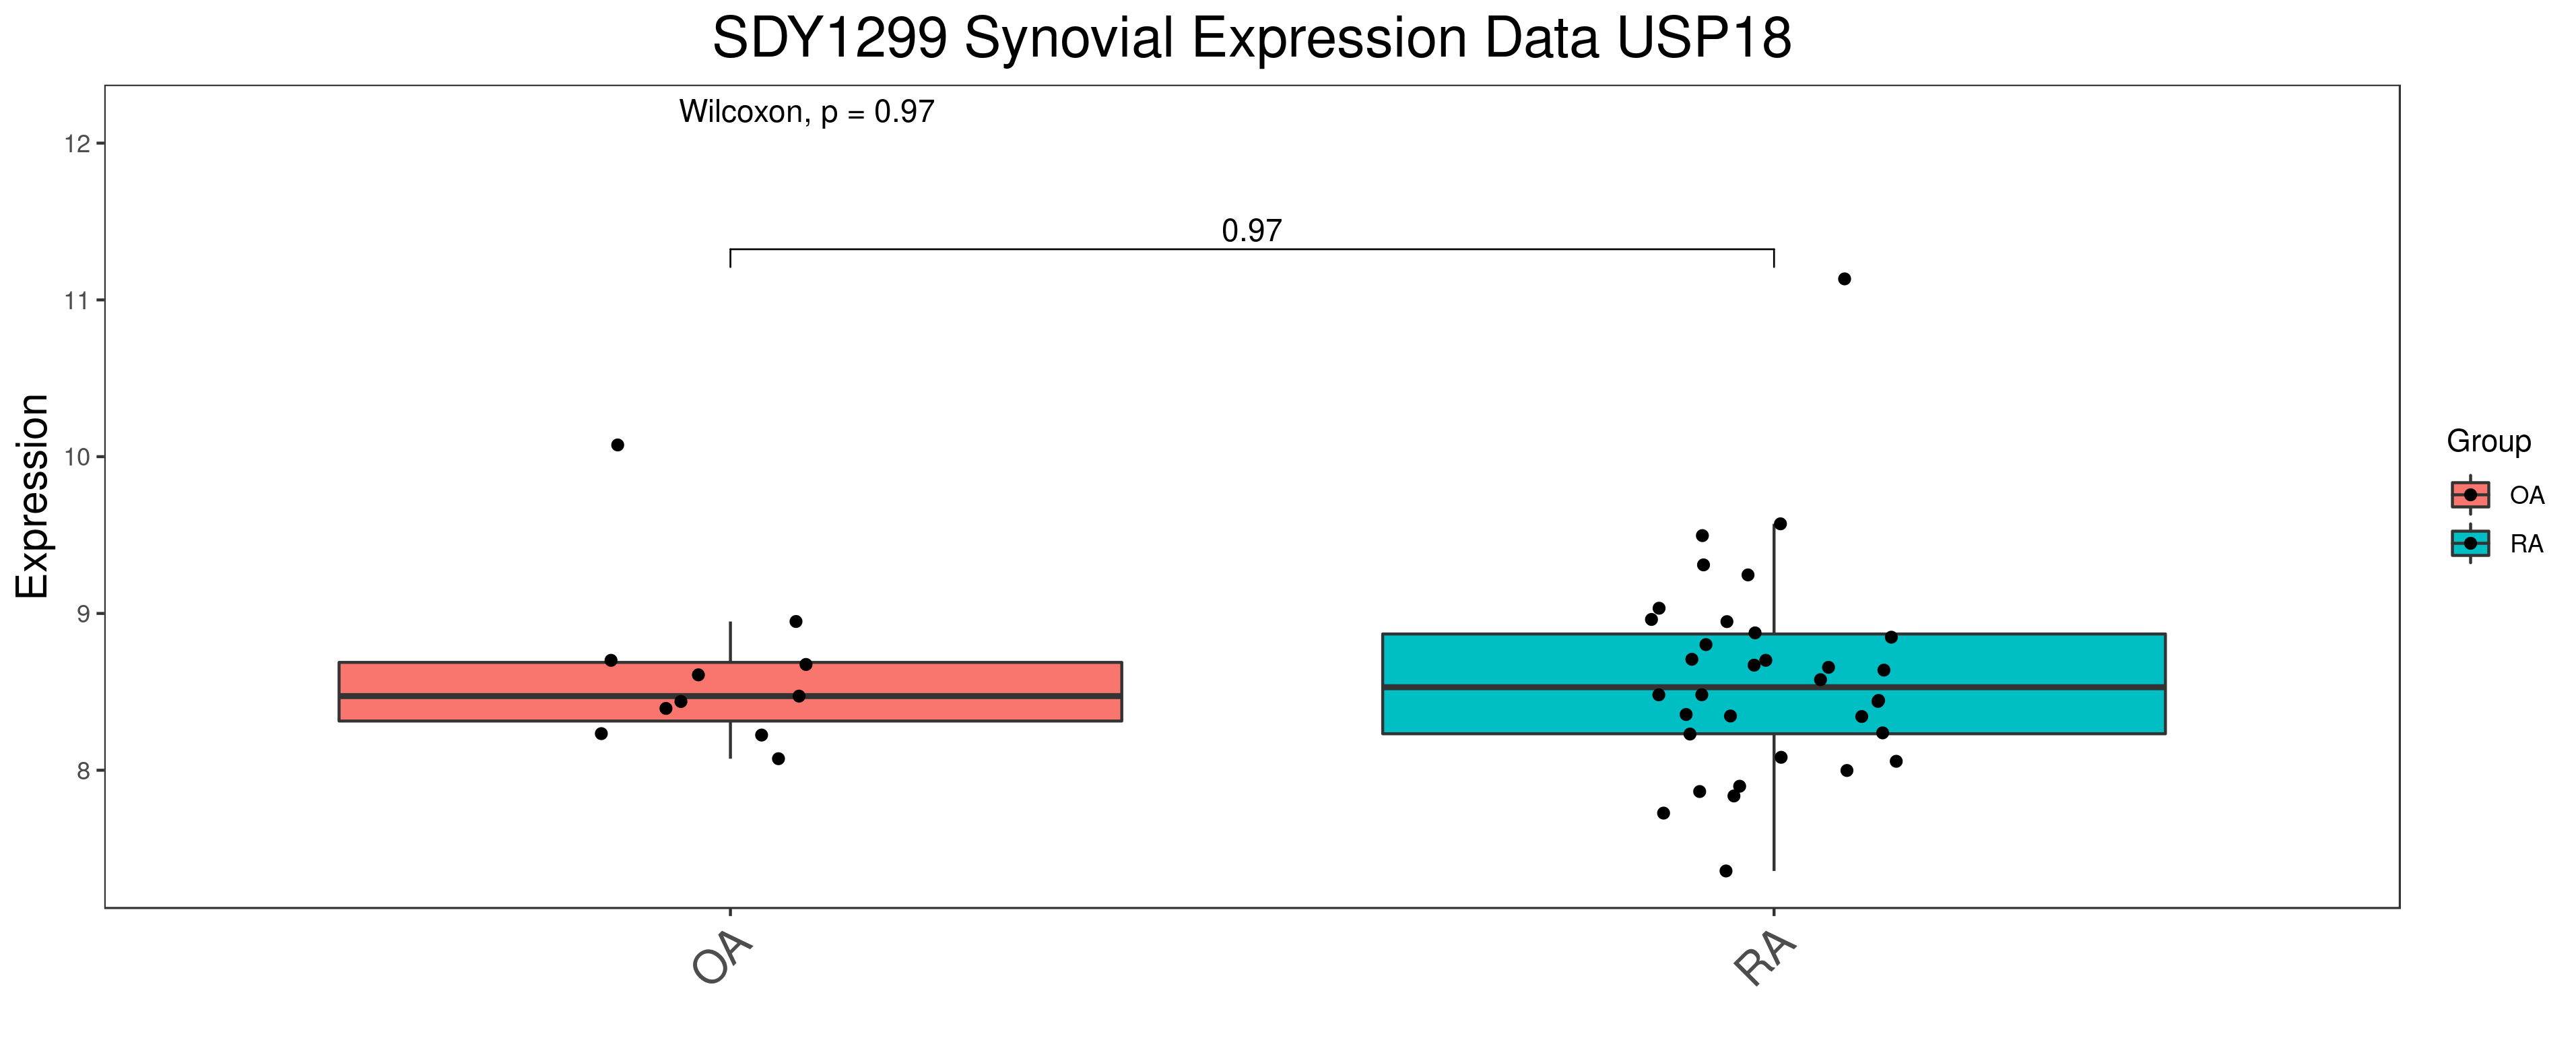 SDY1299 Synovial Expression Data USP18
Wilcoxon, p = 0.97
0.97
12
11
10
9
8
Expression
OA
RA
Group
OA
RA